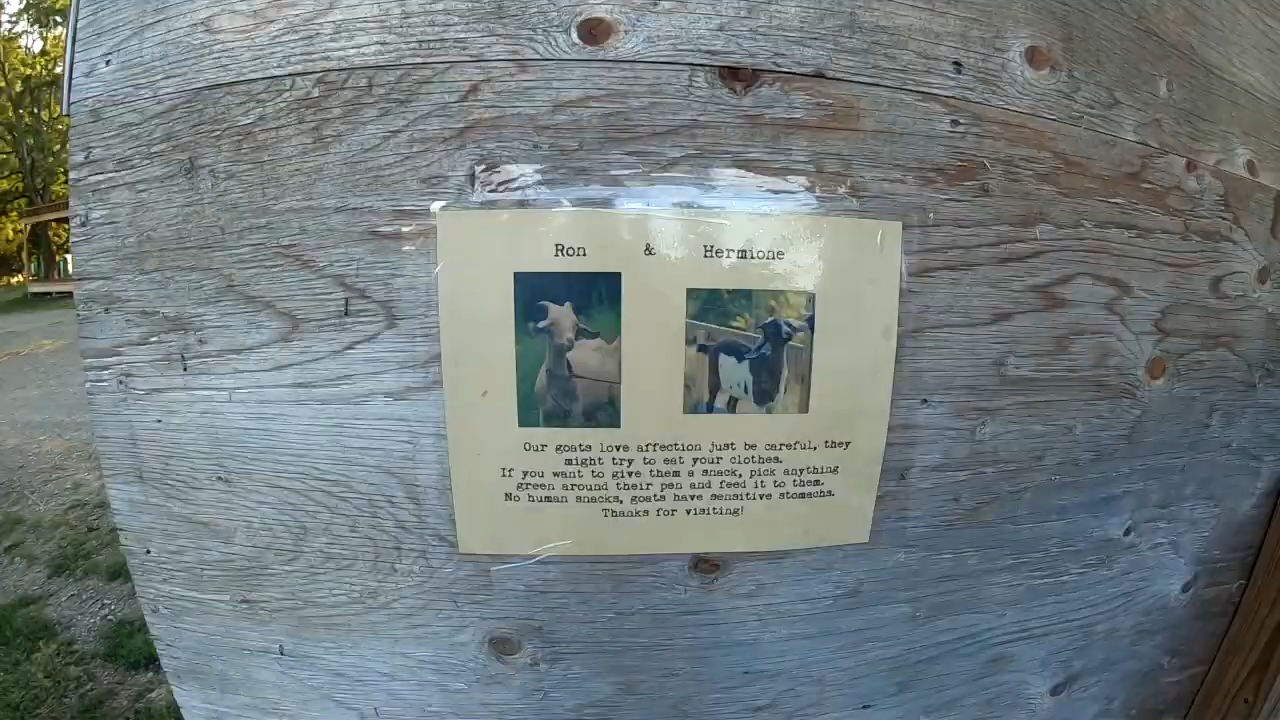 Ron & Hermione
Our goats love affection just be careful, they
might try to eat your clothes.
If you want to give them a snack, pick anything
green around their pen and feed it to them.
No human snacks, goats have sensitive stomachs.
Thanks for visiting!